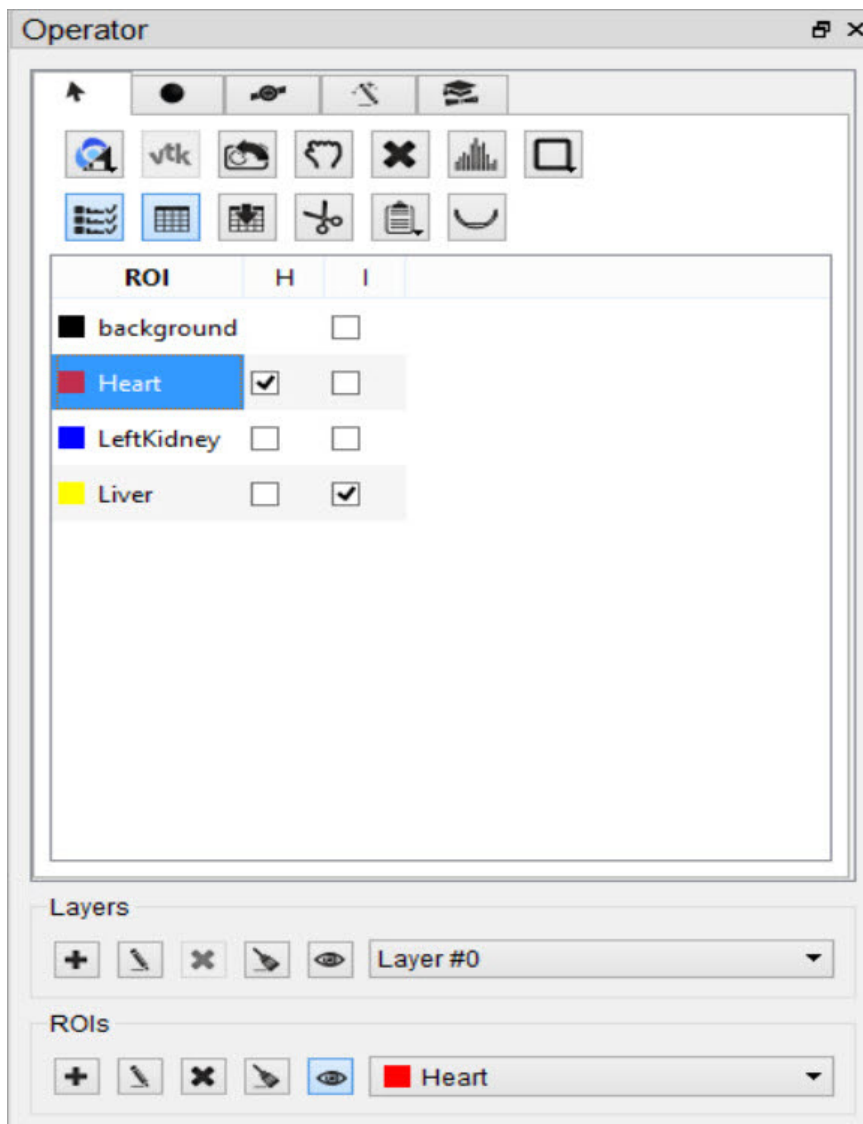 Operator
vtk
ROI H I
background
Heart
LeftKidney
Liver
Layers
Layer #0
ROIs
Heart